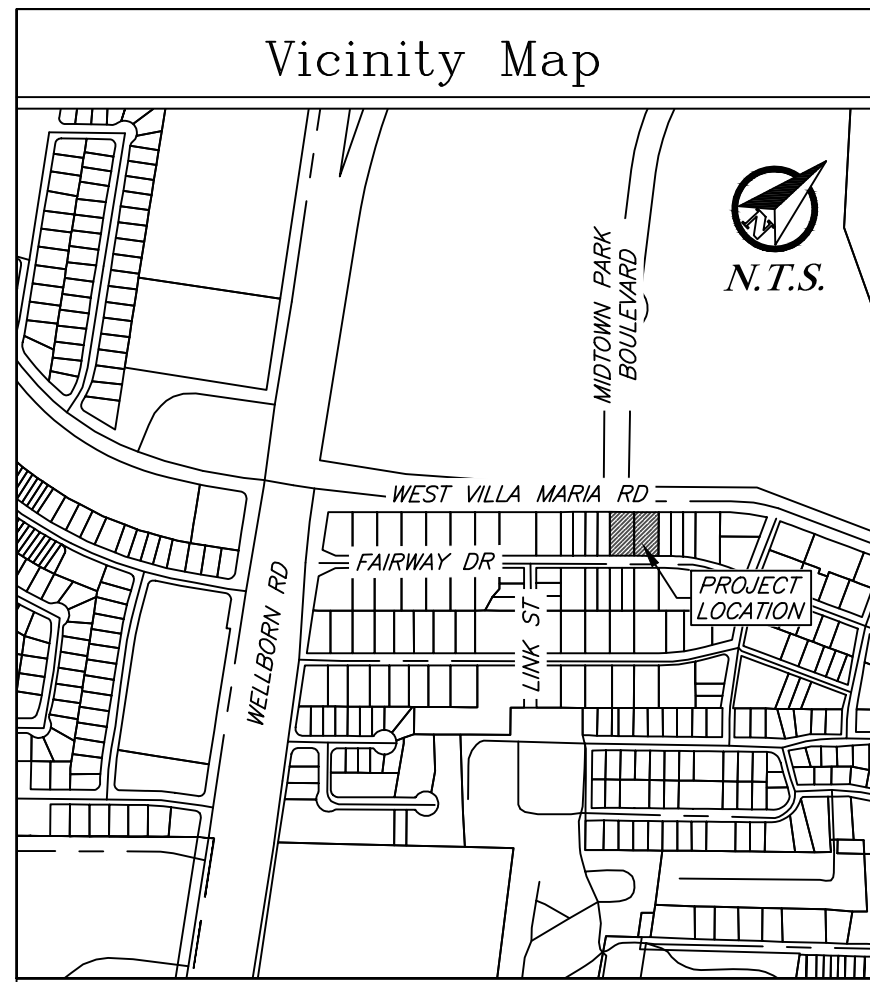 Vicinity Map
N
N.T.S.
MIDTOWN PARK
BOULEVARD
WEST VILLA MARIA RD
FAIRWAY DR
PROJECT
LOCATION
LINK ST
WELLBORN RD